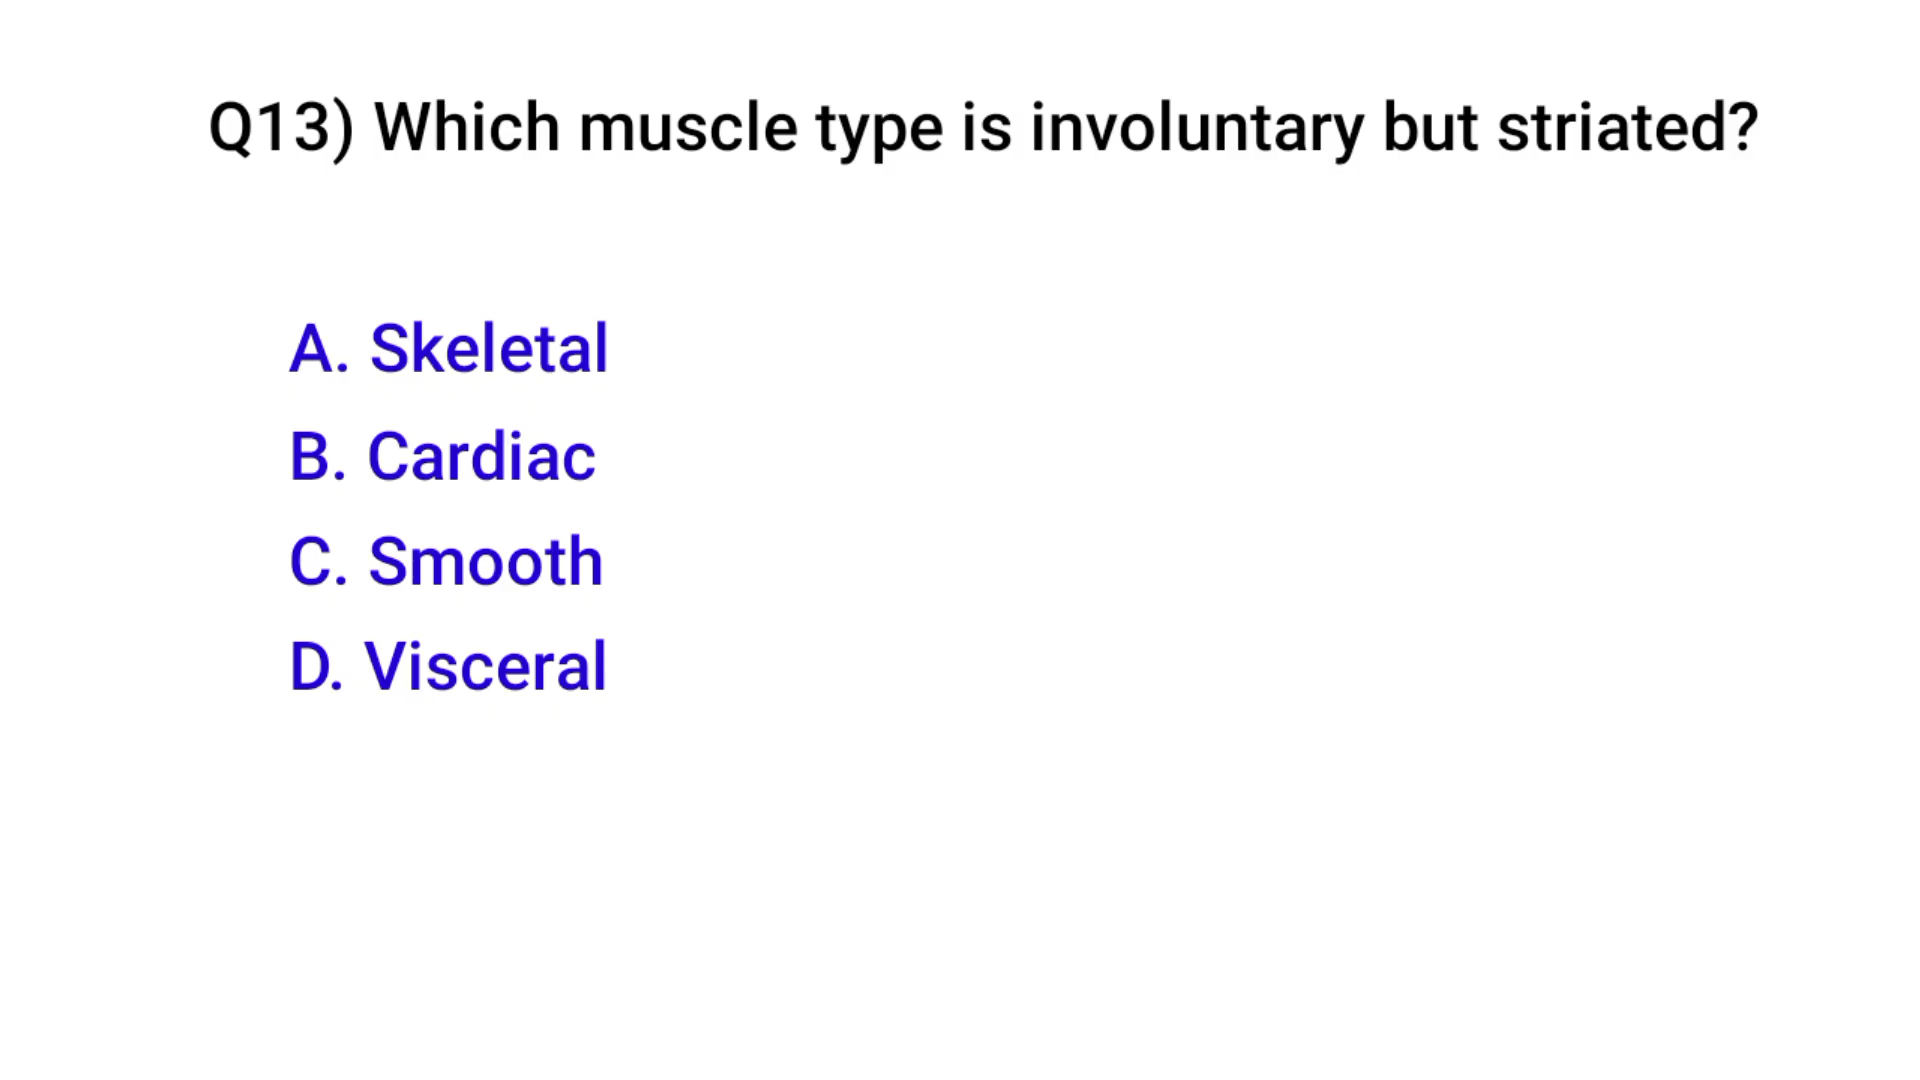 Q13) Which muscle type is involuntary but striated?
A. Skeletal
B. Cardiac
C. Smooth
D. Visceral